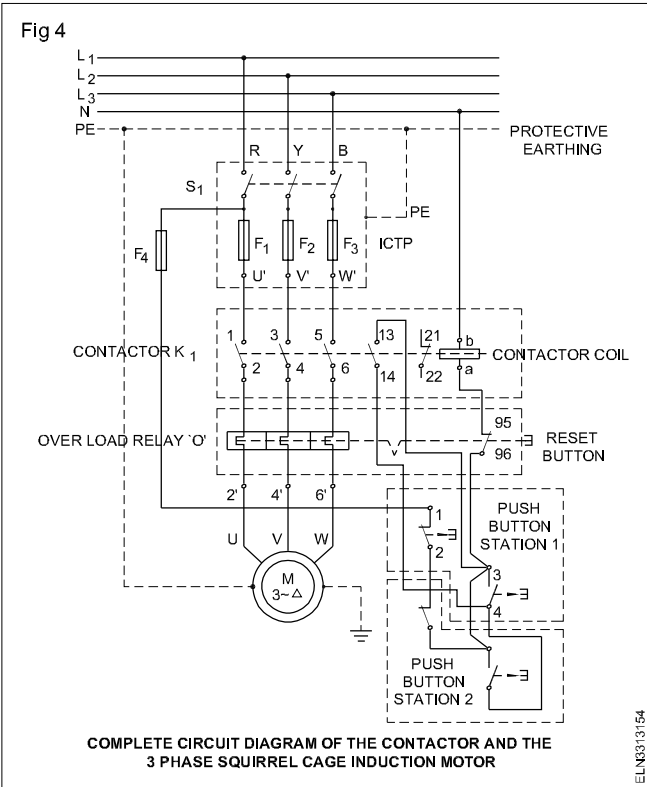 Fig 4
L1
L2
L3
N
PE
PROTECTIVE
EARTHING
R Y B
S1
PE
F4
F1 F2 F3 ICTP
U' V' W'
1 3 5 13 21 b
CONTACTOR K1
CONTACTOR COIL
2 4 6 14 22 a
95
OVER LOAD RELAY `O'
RESET
BUTTON
96
2' 4' 6'
1
PUSH
BUTTON
STATION 1
U V W
2
M
3~ Δ
3
4
PUSH
BUTTON
STATION 2
COMPLETE CIRCUIT DIAGRAM OF THE CONTACTOR AND THE
3 PHASE SQUIRREL CAGE INDUCTION MOTOR
ELN3313154